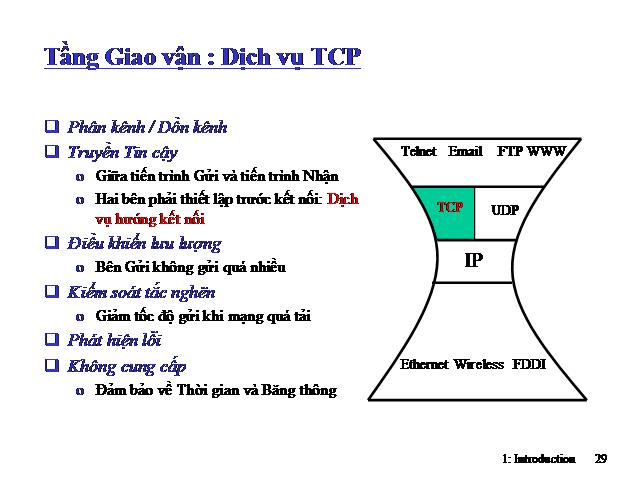 Tầng Giao vận : Dịch vụ TCP
Phân kênh / Dồn kênh
Truyền Tin cậy
o Giữa tiến trình Gửi và tiến trình Nhận
o Hai bên phải thiết lập trước kết nối: Dịch
vụ hướng kết nối
Điều khiển lưu lượng
o Bên Gửi không gửi quá nhiều
Kiểm soát tắc nghẽn
o Giảm tốc độ gửi khi mạng quá tải
Phát hiện lỗi
Không cung cấp
o Đảm bảo về Thời gian và Băng thông
Telnet Email FTP WWW
TCP UDP
IP
Ethernet Wireless FDDI
1: Introduction 29